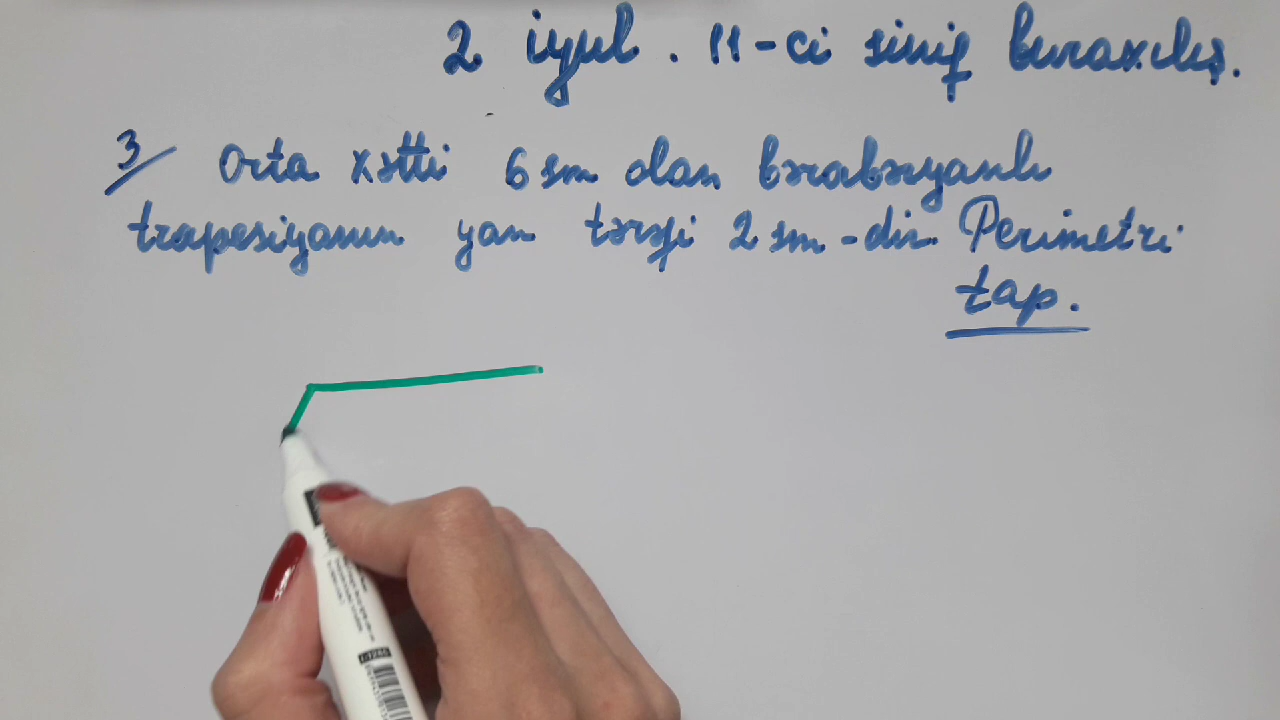 2 iyul. 11-ci sinif buraxılış.
3/ Orta xətti 6 sm olan bərabəryanlı
trapesiyanın yan tərəfi 2 sm-dir. Perimetri
tap.